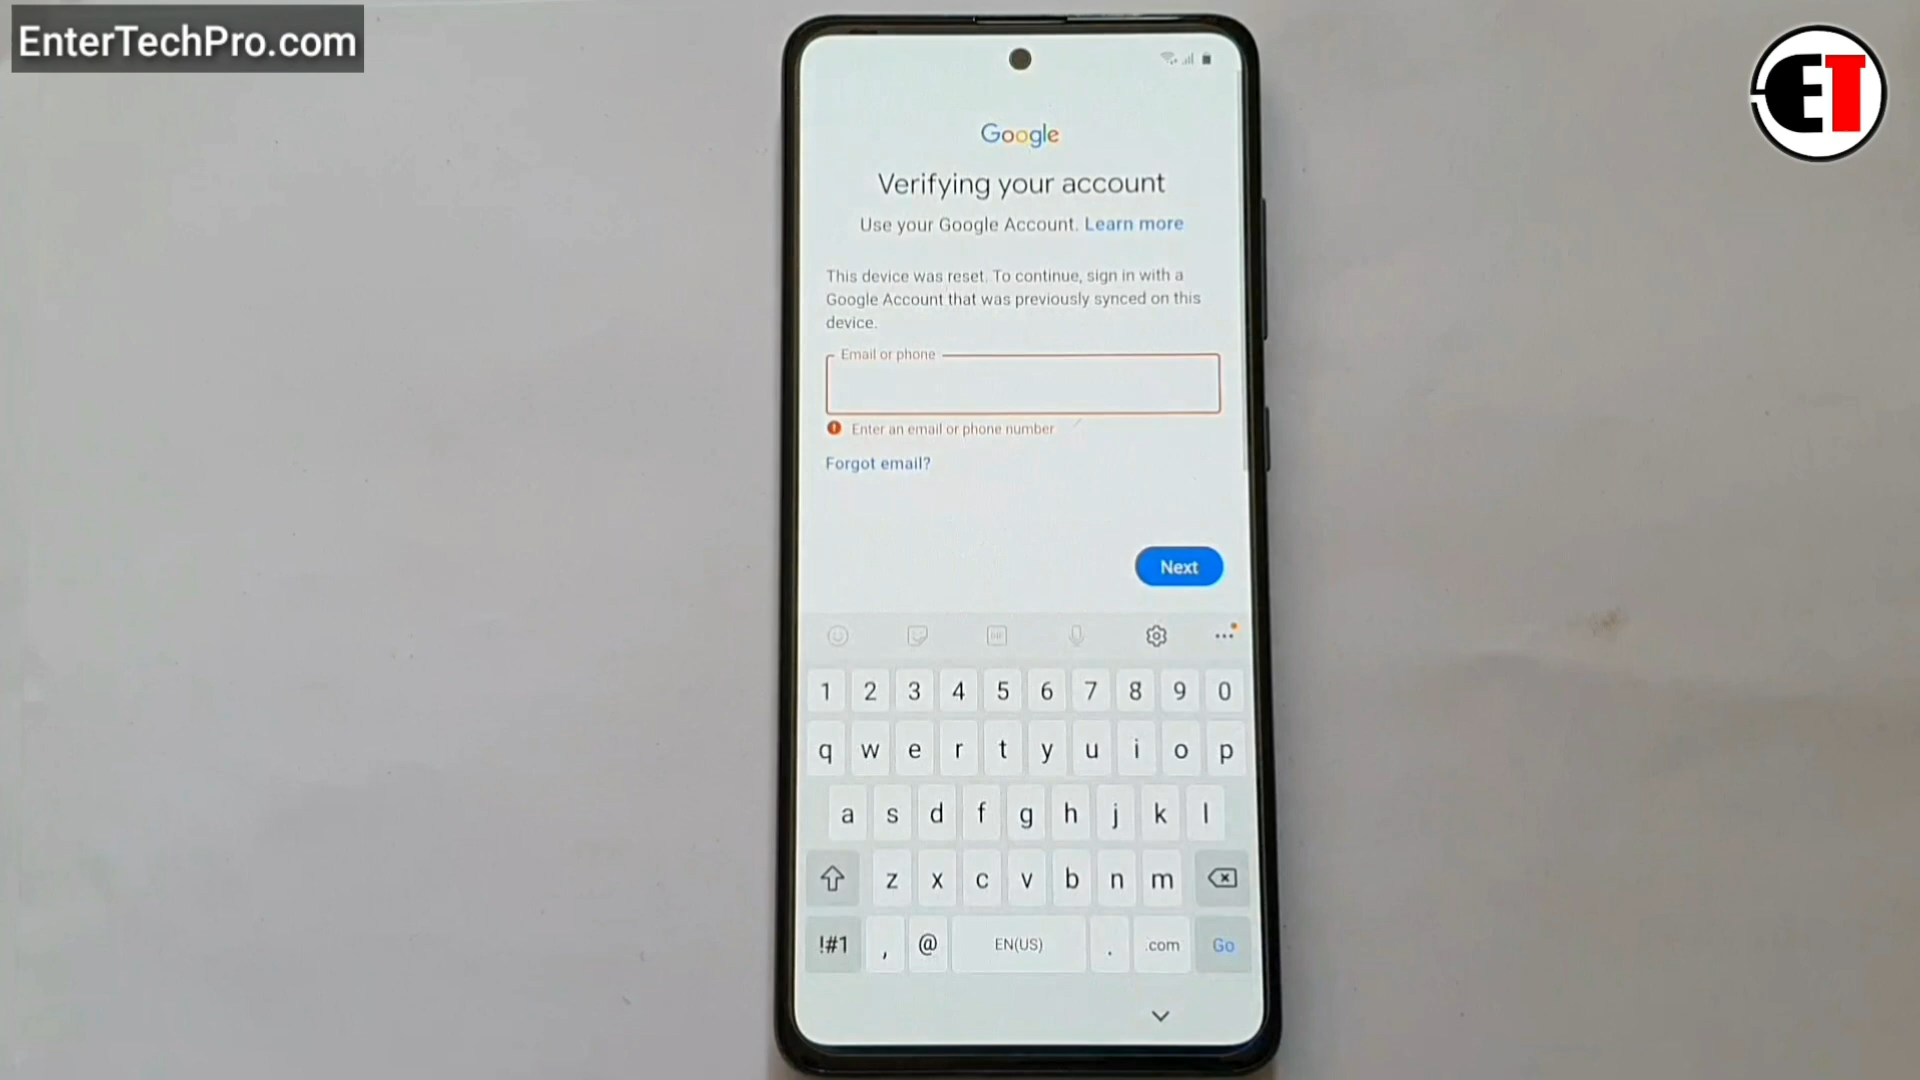 EnterTechPro.com
ET
Google
Verifying your account
Use your Google Account. Learn more
This device was reset. To continue, sign in with a
Google Account that was previously synced on this
device.
Email or phone
Enter an email or phone number
Forgot email?
Next
GIF
1 2 3 4 5 6 7 8 9 0
q w e r t y u i o p
a s d f g h j k l
z x c v b n m
!#1 , @ EN(US) . .com Go